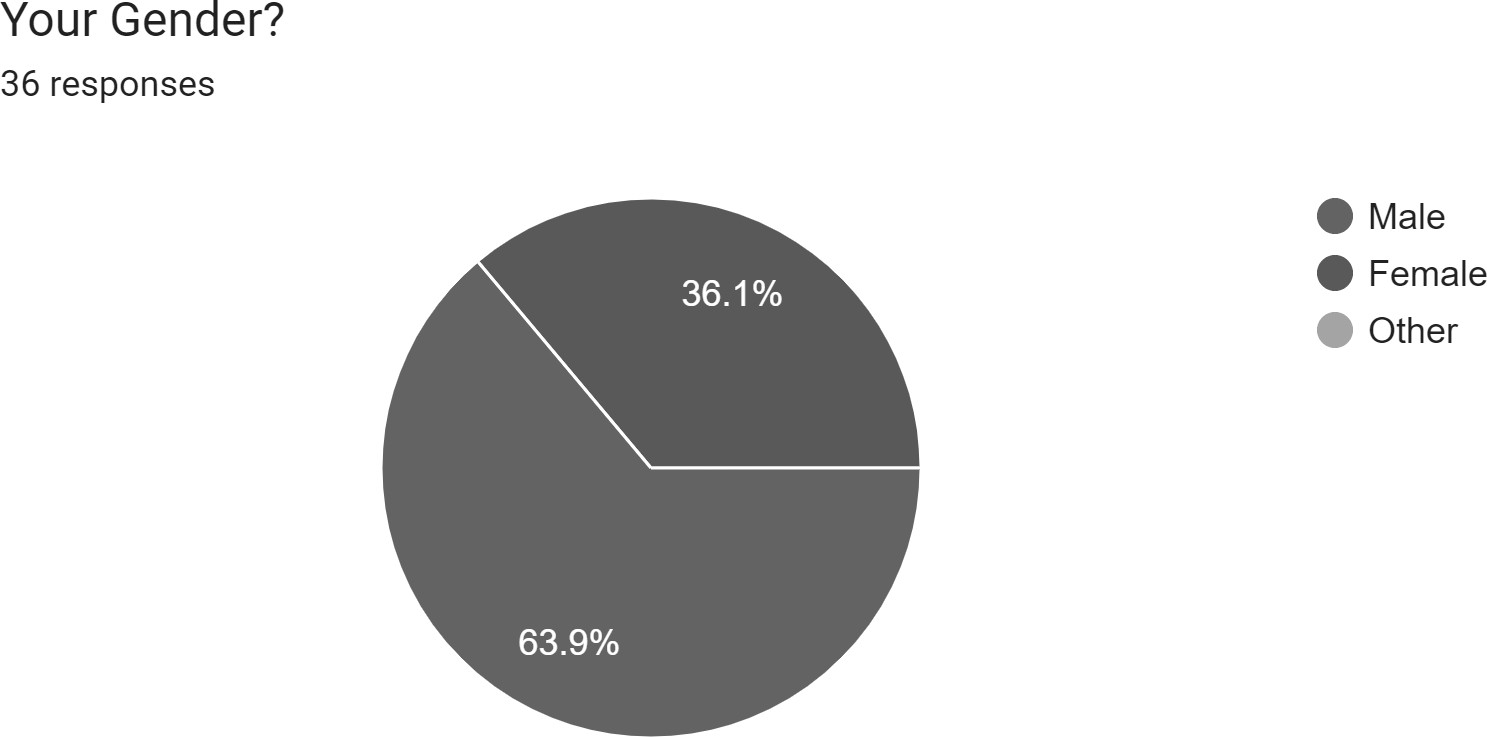 Your Gender?
36 responses
Male
Female
Other
36.1%
63.9%